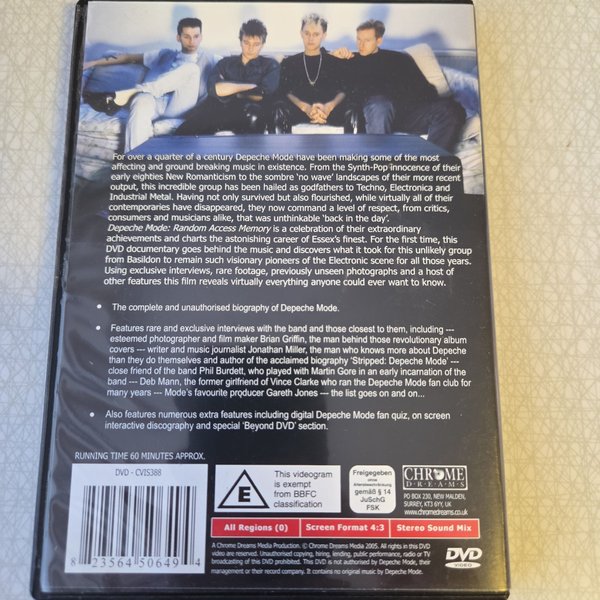 For over a quarter of a century Depeche Mode have been making some of the most
affecting and ground breaking music in existence. From the Synth-Pop innocence of their
early eighties New Romanticism to the sombre 'no wave' landscapes of their more recent
output, this incredible group has been hailed as godfathers to Techno, Electronica and
Industrial Metal. Having not only survived but also flourished, while virtually all of their
contemporaries have disappeared, they now command a level of respect, from critics,
consumers and musicians alike, that was unthinkable 'back in the day'.
Depeche Mode: Random Access Memory is a celebration of their extraordinary
achievements and charts the astonishing career of Essex's finest. For the first time, this
DVD documentary goes behind the music and discovers what it took for this unlikely group
from Basildon to remain such visionary pioneers of the Electronic scene for all those years.
Using exclusive interviews, rare footage, previously unseen photographs and a host of
other features this film reveals virtually everything anyone could ever want to know.
• The complete and unauthorised biography of Depeche Mode.
• Features rare and exclusive interviews with the band and those closest to them, including ---
esteemed photographer and film maker Brian Griffin, the man behind those revolutionary album
covers --- writer and music journalist Jonathan Miller, the man who knows more about Depeche
than they do themselves and author of the acclaimed biography 'Stripped: Depeche Mode' ---
close friend of the band Phil Burdett, who played with Martin Gore in an early incarnation of the
band --- Deb Mann, the former girlfriend of Vince Clarke who ran the Depeche Mode fan club for
many years --- Mode's favourite producer Gareth Jones --- the list goes on and on...
• Also features numerous extra features including digital Depeche Mode fan quiz, on screen
interactive discography and special 'Beyond DVD' section.
RUNNING TIME 60 MINUTES APPROX.
DVD - CVIS388
8 23564 50649 4
E
This videogram
is exempt
from BBFC
classification
Freigegeben
ohne
Altersbeschränkung
gemäß § 14
JuSchG
FSK
CHROME
DREAMS
PO BOX 230, NEW MALDEN,
SURREY, KT3 6YY, UK
www.chromedreams.co.uk
All Regions (0)
Screen Format 4:3
Stereo Sound Mix
A Chrome Dreams Media Production. © Chrome Dreams Media 2005. All rights in this DVD
video are reserved. Unauthorised copying, hiring, lending, public performance, radio or TV
broadcasting of this DVD is prohibited. This DVD is not authorised by Depeche Mode, their
management or their record company. It contains no original music by Depeche Mode.
DVD
VIDEO